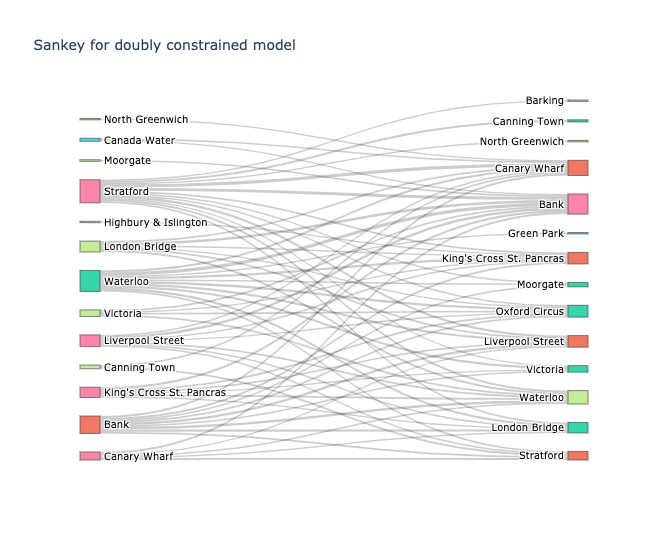 Sankey for doubly constrained model
North Greenwich
Canada Water
Moorgate
Stratford
Highbury & Islington
London Bridge
Waterloo
Victoria
Liverpool Street
Canning Town
King's Cross St. Pancras
Bank
Canary Wharf
Barking
Canning Town
North Greenwich
Canary Wharf
Bank
Green Park
King's Cross St. Pancras
Moorgate
Oxford Circus
Liverpool Street
Victoria
Waterloo
London Bridge
Stratford